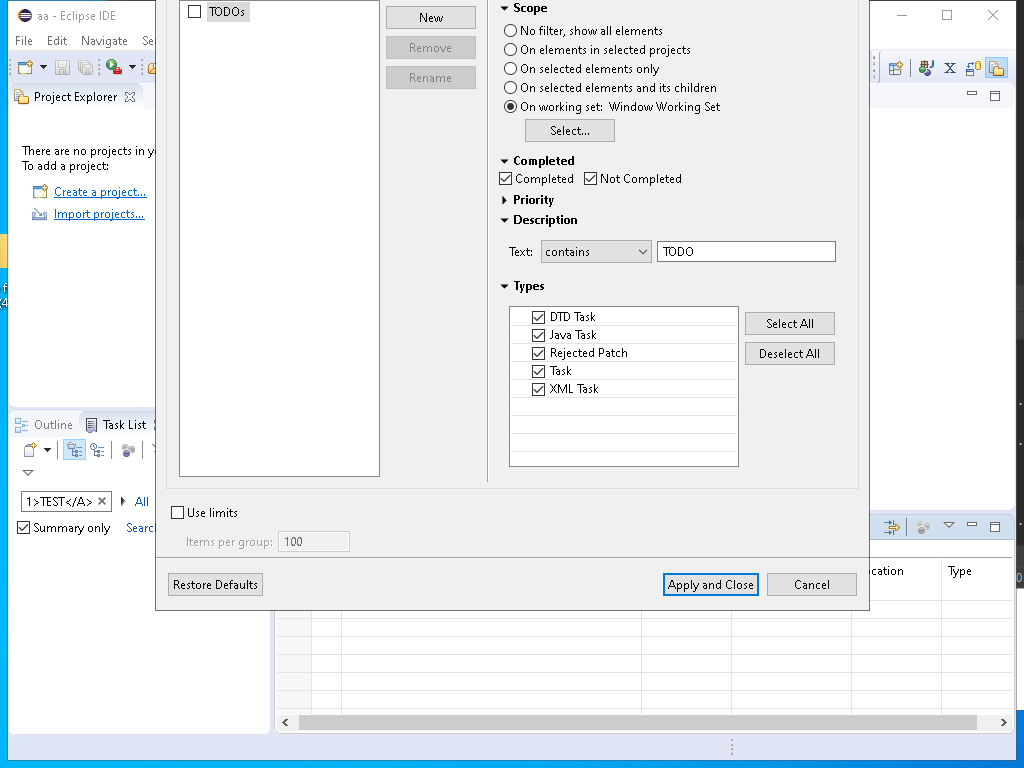 aa - Eclipse IDE
File Edit Navigate Se
Project Explorer
There are no projects in y
To add a project:
Create a project...
Import projects...
Outline Task List
1>TEST</A> All
Summary only Searc
TODOs
New
Remove
Rename
Scope
No filter, show all elements
On elements in selected projects
On selected elements only
On selected elements and its children
On working set: Window Working Set
Select...
Completed
Completed Not Completed
Priority
Description
Text: contains TODO
Types
DTD Task
Java Task
Rejected Patch
Task
XML Task
Select All
Deselect All
Use limits
Items per group: 100
Restore Defaults Apply and Close Cancel
cation Type